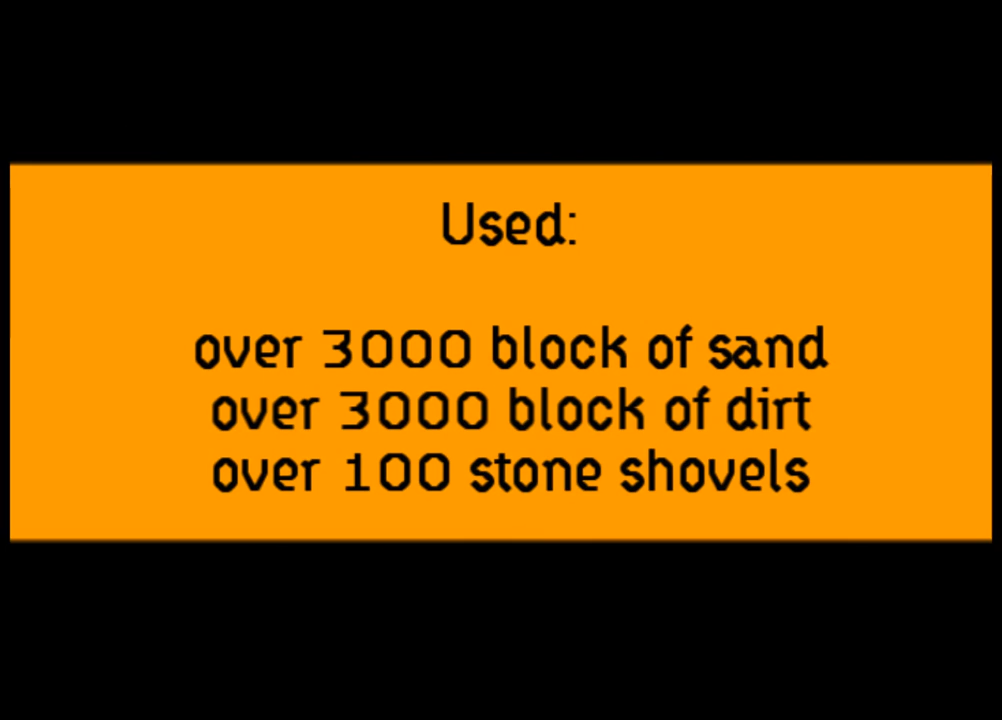 Used:
over 3000 block of sand
over 3000 block of dirt
over 100 stone shovels